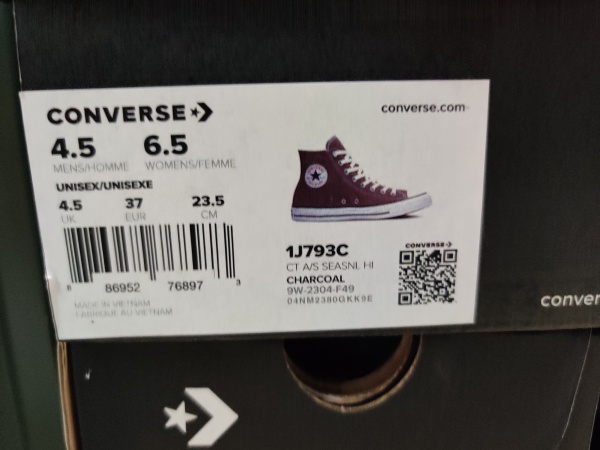 CONVERSE
converse.com
4.5 6.5
MENS/HOMME WOMENS/FEMME
UNISEX/UNISEXE
4.5 37 23.5
UK EUR CM
8 86952 76897 3
MADE IN VIETNAM
FABRIQUE AU VIETNAM
1J793C
CT A/S SEASNL HI
CHARCOAL
9W-2304-F49
04NM2380GKK9E
CONVERSE
conver